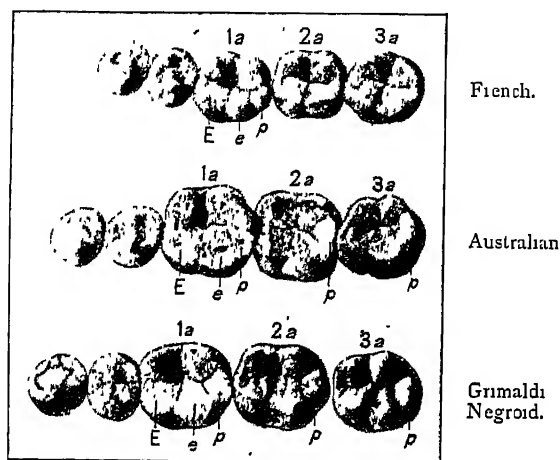 1a 2a 3a
French.
E e p
1a 2a 3a
Australian
E e p p p
1a 2a 3a
Grimaldi
Negroid.
E e p p p